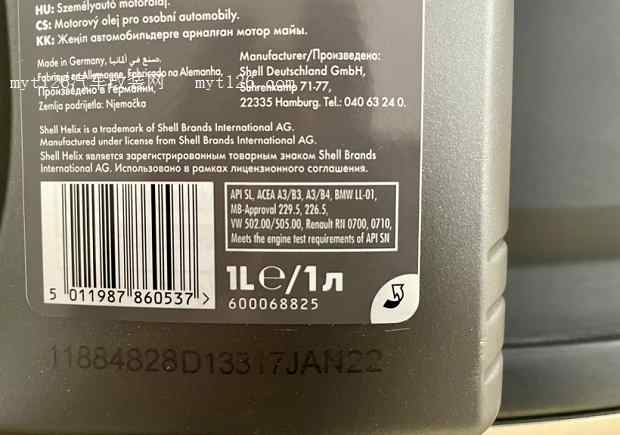 HU: Személyautó motorolaj.
CS: Motorový olej pro osobní automobily.
KK: Жеңіл автомобильдерге арналған мотор майы.
Made in Germany, صنع في ألمانيا,
Fabriqué en Allemagne, Fabricado na Alemanha,
Произведено в Германии,
Zemlja podrijetla: Njemačka
Manufacturer/Произведено:
Shell Deutschland GmbH,
Suhrenkamp 71-77,
22335 Hamburg. Tel.: 040 63 24 0.
Shell Helix is a trademark of Shell Brands International AG.
Manufactured under license from Shell Brands International AG.
Shell Helix является зарегистрированным товарным знаком Shell Brands
International AG. Использовано в рамках лицензионного соглашения.
API SL, ACEA A3/B3, A3/B4, BMW LL-01,
MB-Approval 229.5, 226.5,
VW 502.00/505.00, Renault RN 0700, 0710,
Meets the engine test requirements of API SN
5 011987 860537 >
1L℮/1л
600068825
11884828D13317JAN22